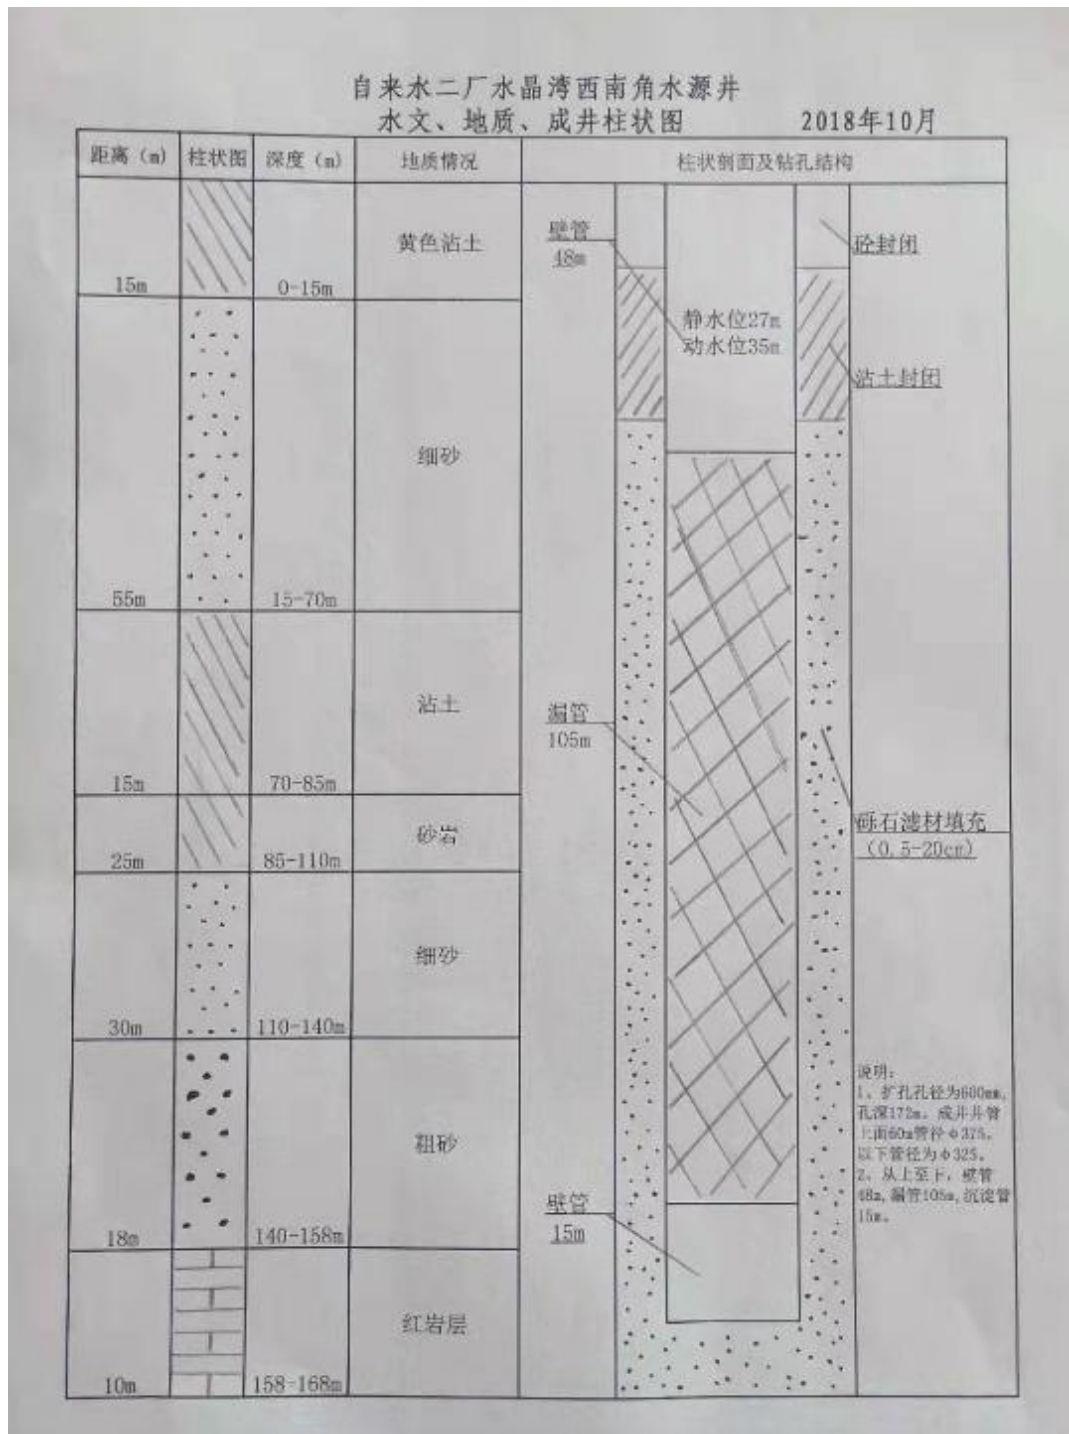 自来水二厂水晶湾西南角水源井
水文、地质、成井柱状图
2018年10月
距离（m）
柱状图
深度（m）
地质情况
柱状剖面及钻孔结构
15m
0-15m
黄色沾土
55m
15-70m
细砂
15m
70-85m
沾土
25m
85-110m
砂岩
30m
110-140m
细砂
18m
140-158m
粗砂
10m
158-168m
红岩层
壁管
48m
静水位27m
动水位35m
砼封闭
沾土封闭
漏管
105m
砾石滤材填充
（0.5-20cm）
壁管
15m
说明：
1、扩孔孔径为600mm,
孔深172m。成井井管
上面60m管径φ375。
以下管径为φ325。
2、从上至下，壁管
48m,漏管105m,沉淀管
15m。